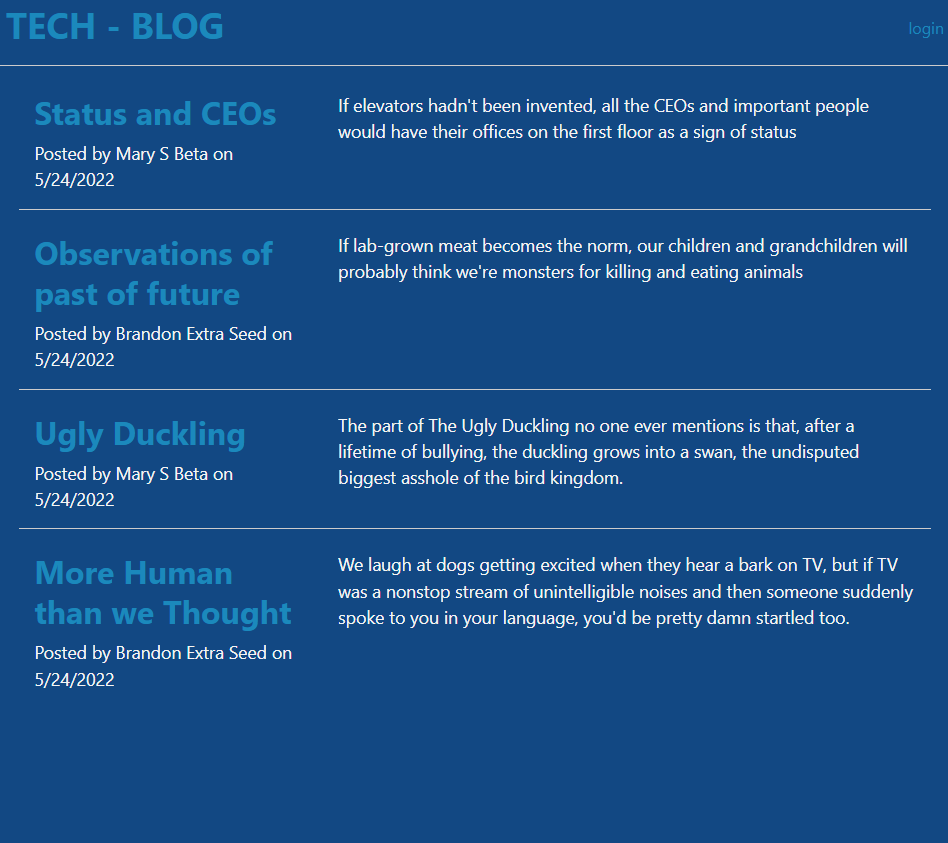 TECH - BLOG
login
Status and CEOs
Posted by Mary S Beta on
5/24/2022
If elevators hadn't been invented, all the CEOs and important people
would have their offices on the first floor as a sign of status
Observations of
past of future
Posted by Brandon Extra Seed on
5/24/2022
If lab-grown meat becomes the norm, our children and grandchildren will
probably think we're monsters for killing and eating animals
Ugly Duckling
Posted by Mary S Beta on
5/24/2022
The part of The Ugly Duckling no one ever mentions is that, after a
lifetime of bullying, the duckling grows into a swan, the undisputed
biggest asshole of the bird kingdom.
More Human
than we Thought
Posted by Brandon Extra Seed on
5/24/2022
We laugh at dogs getting excited when they hear a bark on TV, but if TV
was a nonstop stream of unintelligible noises and then someone suddenly
spoke to you in your language, you'd be pretty damn startled too.